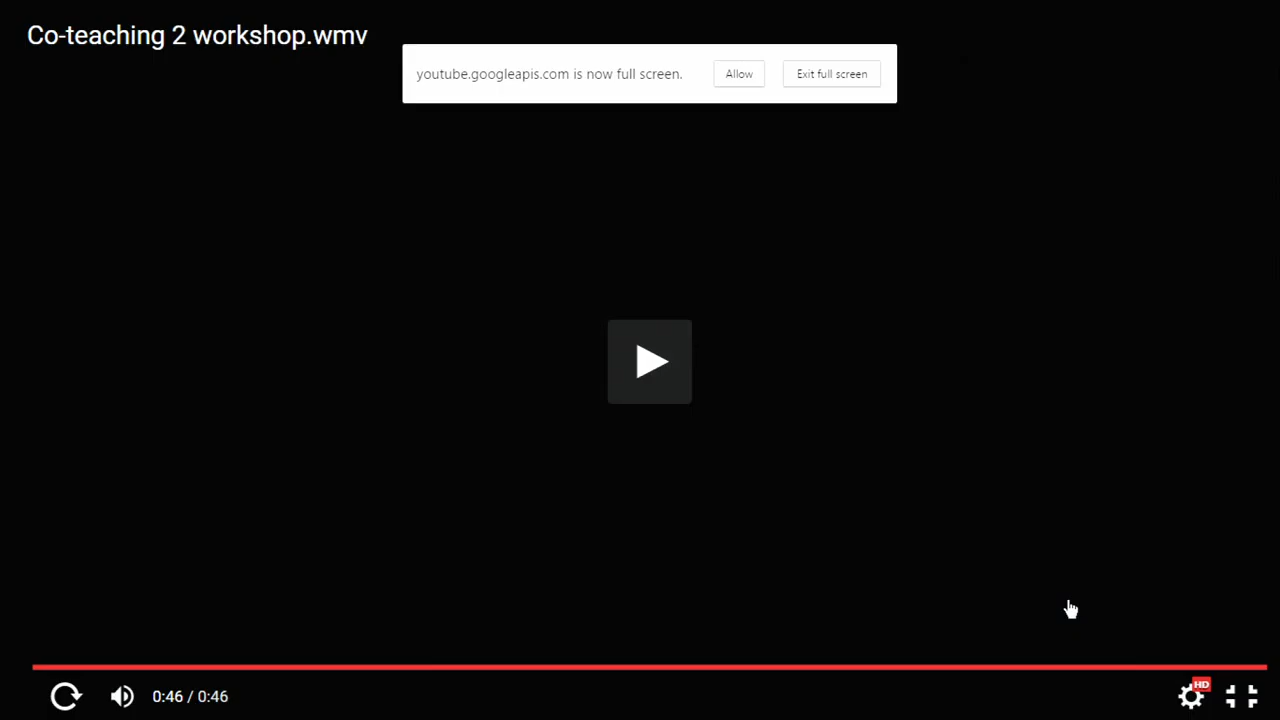 Co-teaching 2 workshop.wmv
youtube.googleapis.com is now full screen.
Allow
Exit full screen
0:46 / 0:46
HD